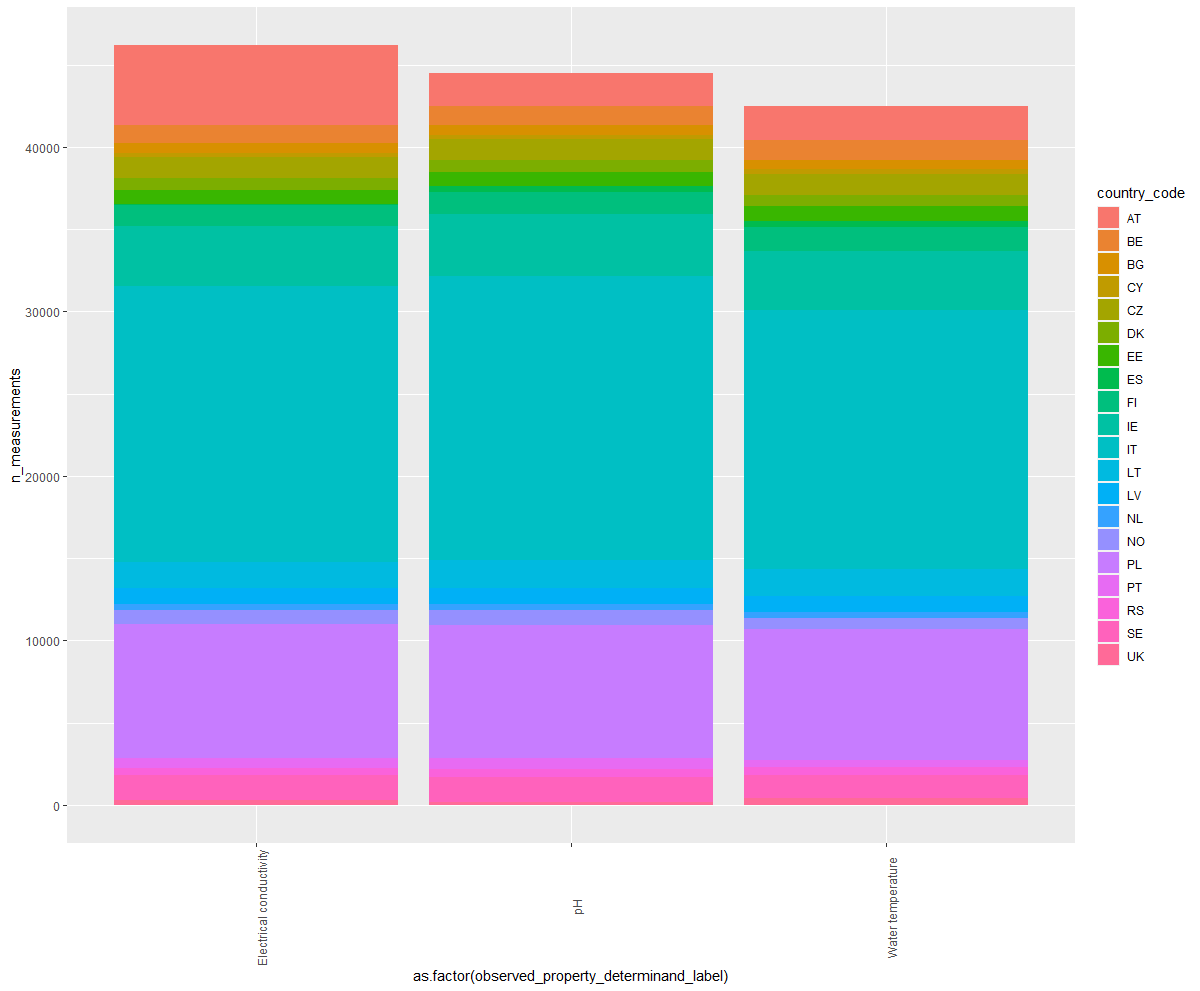 n_measurements
40000
30000
20000
10000
0
Electrical conductivity
pH
Water temperature
as.factor(observed_property_determinand_label)
country_code
AT
BE
BG
CY
CZ
DK
EE
ES
FI
IE
IT
LT
LV
NL
NO
PL
PT
RS
SE
UK